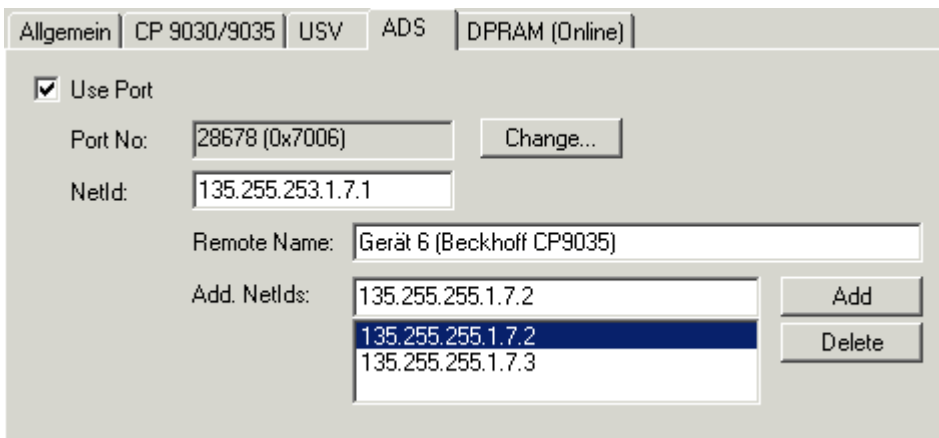 Allgemein CP 9030/9035 USV ADS DPRAM (Online)
Use Port
Port No: 28678 (0x7006) Change...
NetId: 135.255.253.1.7.1
Remote Name: Gerät 6 (Beckhoff CP9035)
Add. NetIds: 135.255.255.1.7.2 Add
135.255.255.1.7.2 Delete
135.255.255.1.7.3